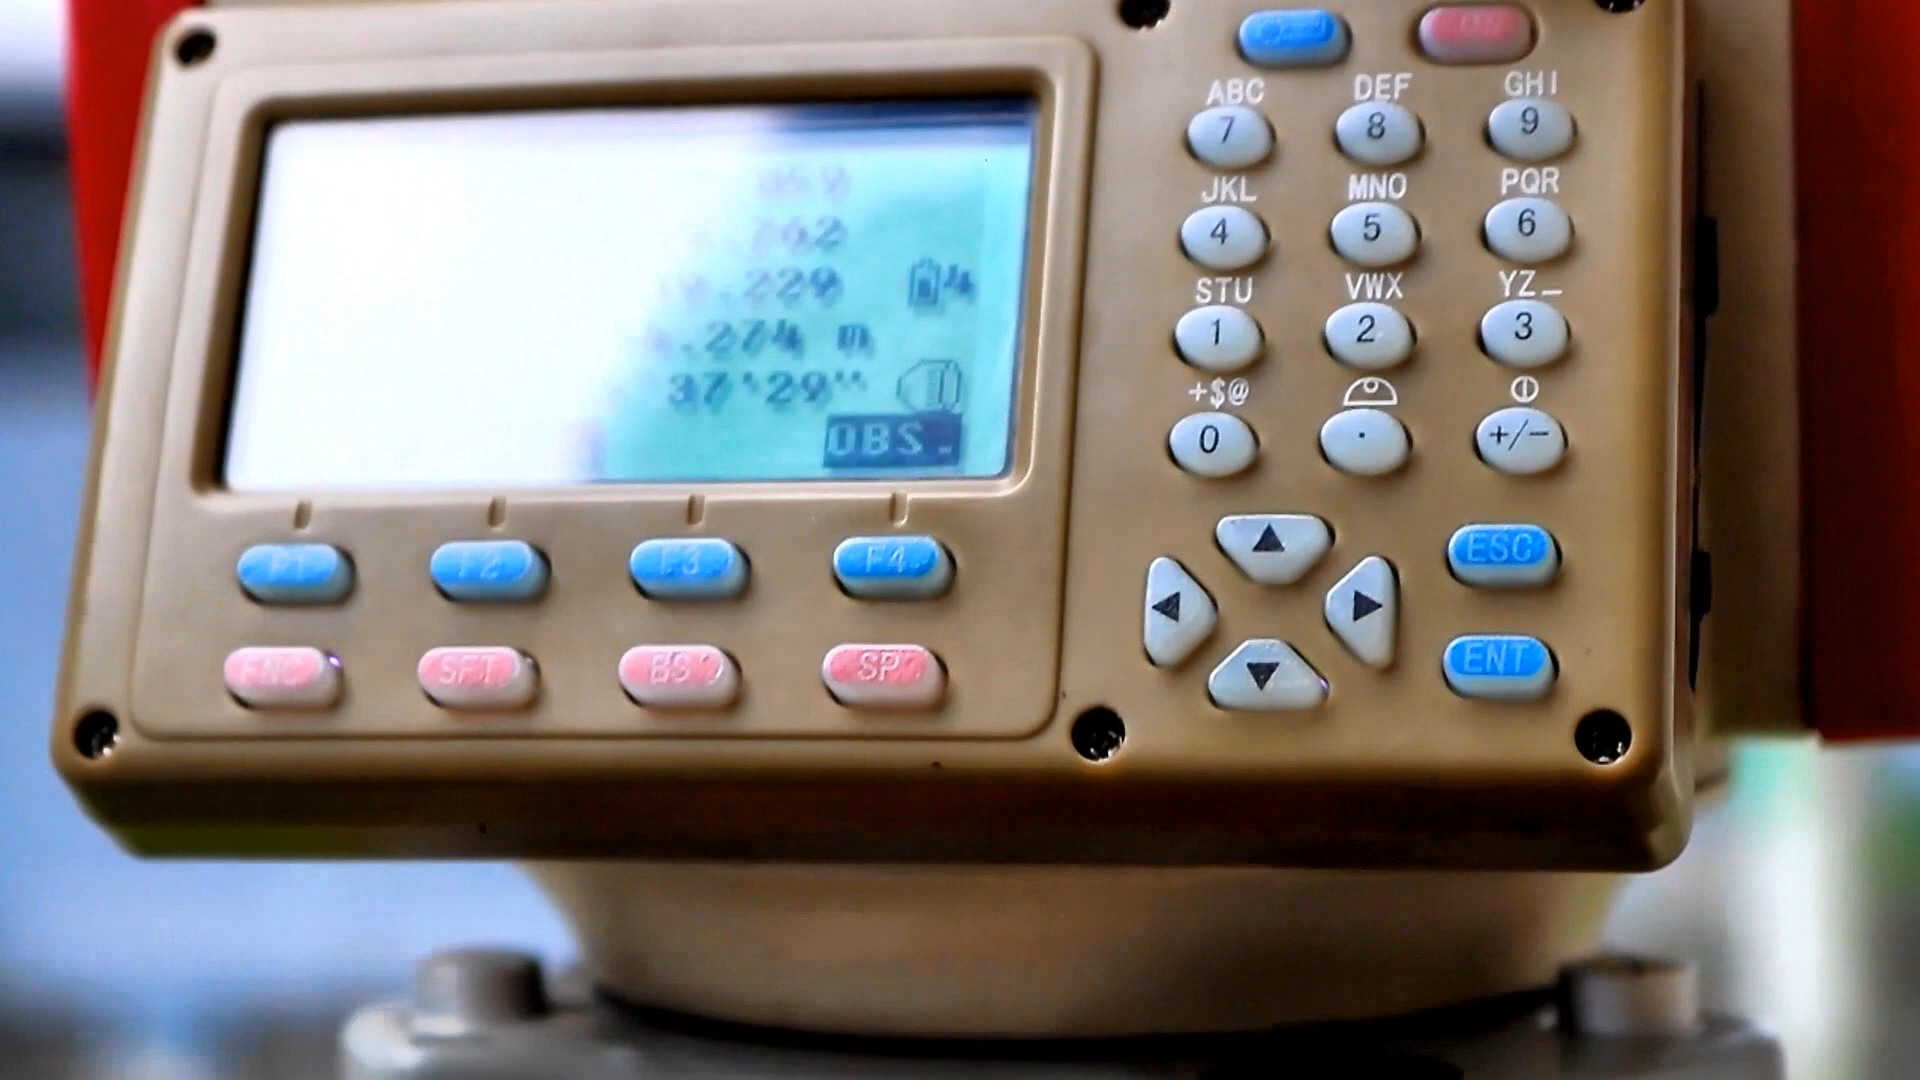 .229
.274 m
37'29"
OBS.
ABC DEF GHI
7 8 9
JKL MNO PQR
4 5 6
STU VWX YZ_
1 2 3
+$@
0 . +/-
F1 F2 F3 F4
ESC
FNC SFT BS SP
ENT